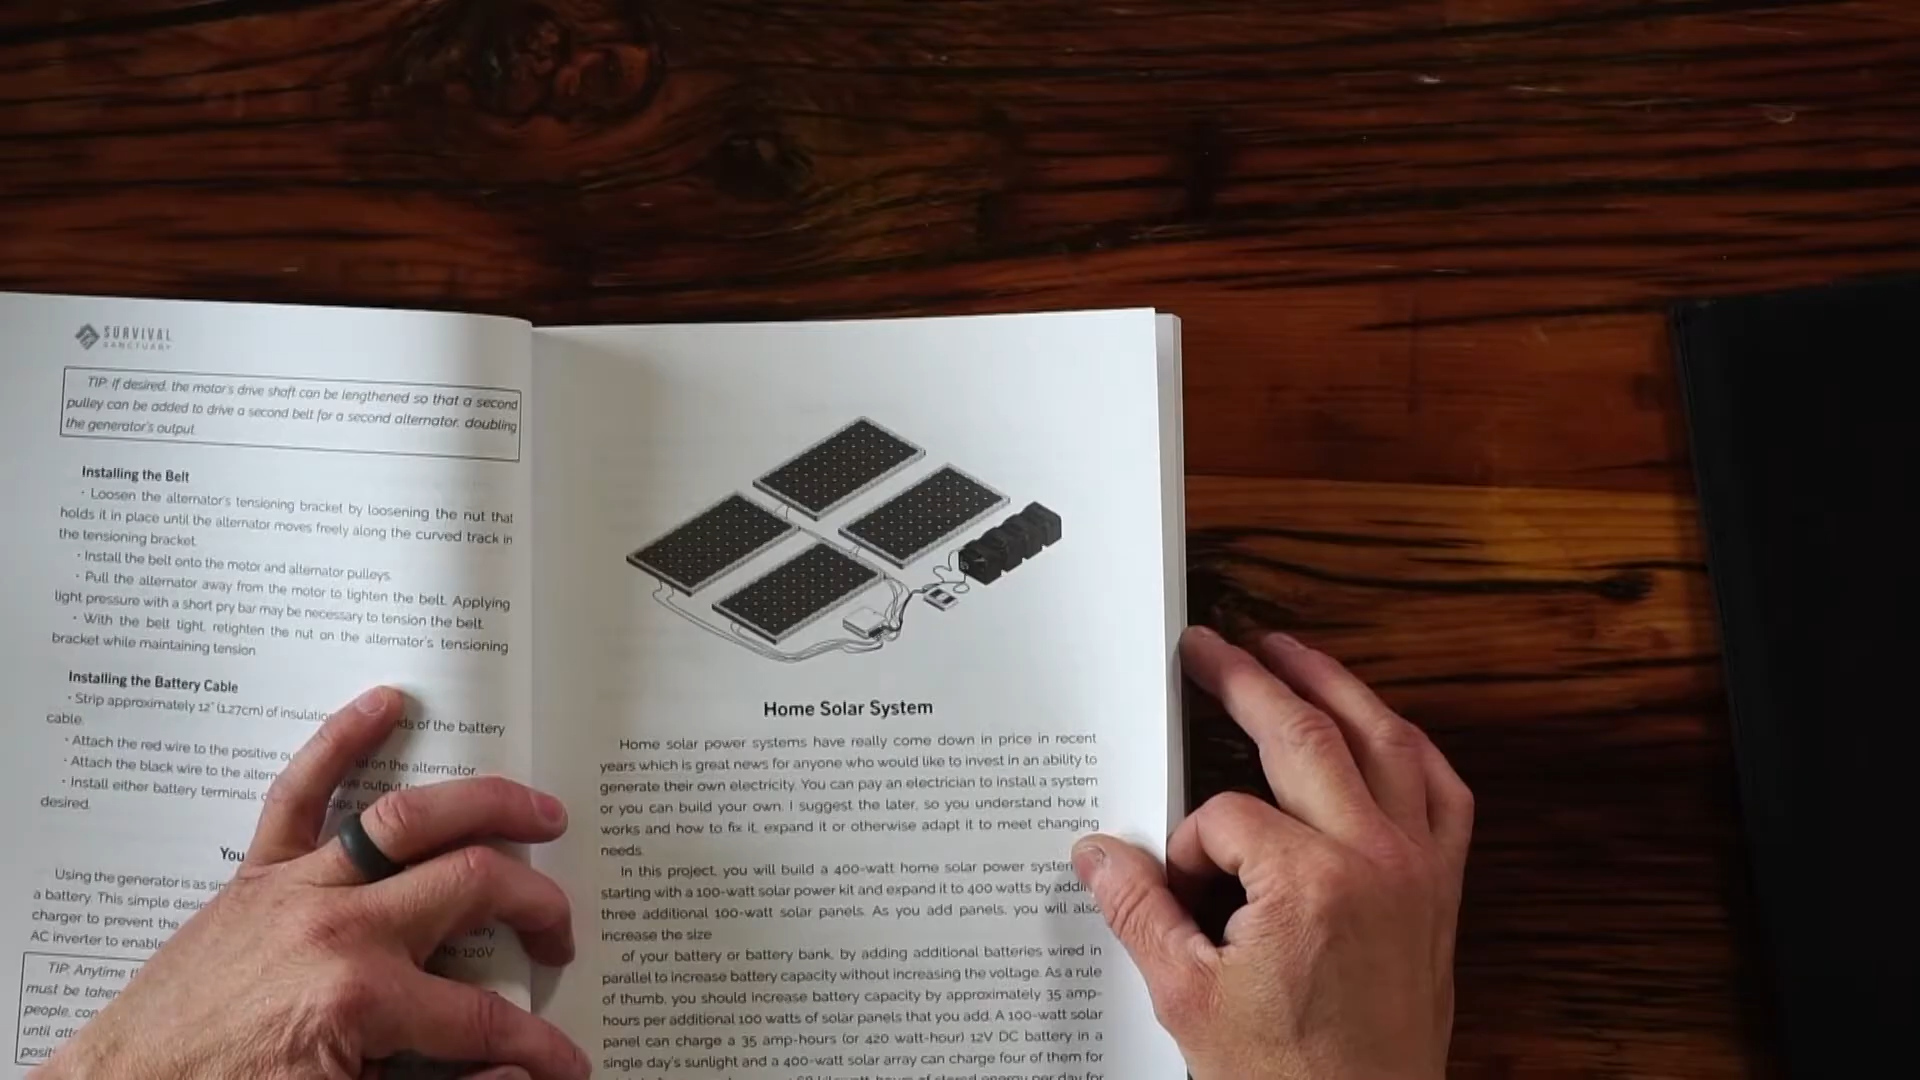 SURVIVAL
SANCTUARY
TIP: If desired, the motor's drive shaft can be lengthened so that a second
pulley can be added to drive a second belt for a second alternator, doubling
the generator's output.
Installing the Belt
• Loosen the alternator's tensioning bracket by loosening the nut that
holds it in place until the alternator moves freely along the curved track in
the tensioning bracket.
• Install the belt onto the motor and alternator pulleys.
• Pull the alternator away from the motor to tighten the belt. Applying
light pressure with a short pry bar may be necessary to tension the belt.
• With the belt tight, retighten the nut on the alternator's tensioning
bracket while maintaining tension.
Installing the Battery Cable
• Strip approximately 12" (1.27cm) of insulation of the battery
cable.
• Attach the red wire to the positive on the alternator.
• Attach the black wire to the output
• Install either battery terminals
desired.
You
Using the generator is as
a battery. This simple
charger to prevent the
AC inverter to enable 120V
TIP: Anytime
must be taken
people,
until
Home Solar System
Home solar power systems have really come down in price in recent
years which is great news for anyone who would like to invest in an ability to
generate their own electricity. You can pay an electrician to install a system
or you can build your own. I suggest the later, so you understand how it
works and how to fix it, expand it or otherwise adapt it to meet changing
needs.
In this project, you will build a 400-watt home solar power system
starting with a 100-watt solar power kit and expand it to 400 watts by adding
three additional 100-watt solar panels. As you add panels, you will also
increase the size
of your battery or battery bank, by adding additional batteries wired in
parallel to increase battery capacity without increasing the voltage. As a rule
of thumb, you should increase battery capacity by approximately 35 amp-
hours per additional 100 watts of solar panels that you add. A 100-watt solar
panel can charge a 35 amp-hours (or 420 watt-hour) 12V DC battery in a
single day's sunlight and a 400-watt solar array can charge four of them for
of stored energy per day for